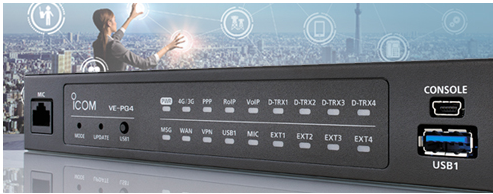 MIC
ICOM
VE-PG4
MODE UPDATE USB1
PWR 4G/3G PPP RoIP VoIP D-TRX1 D-TRX2 D-TRX3 D-TRX4
MSG WAN VPN USB1 MIC EXT1 EXT2 EXT3 EXT4
CONSOLE
USB1